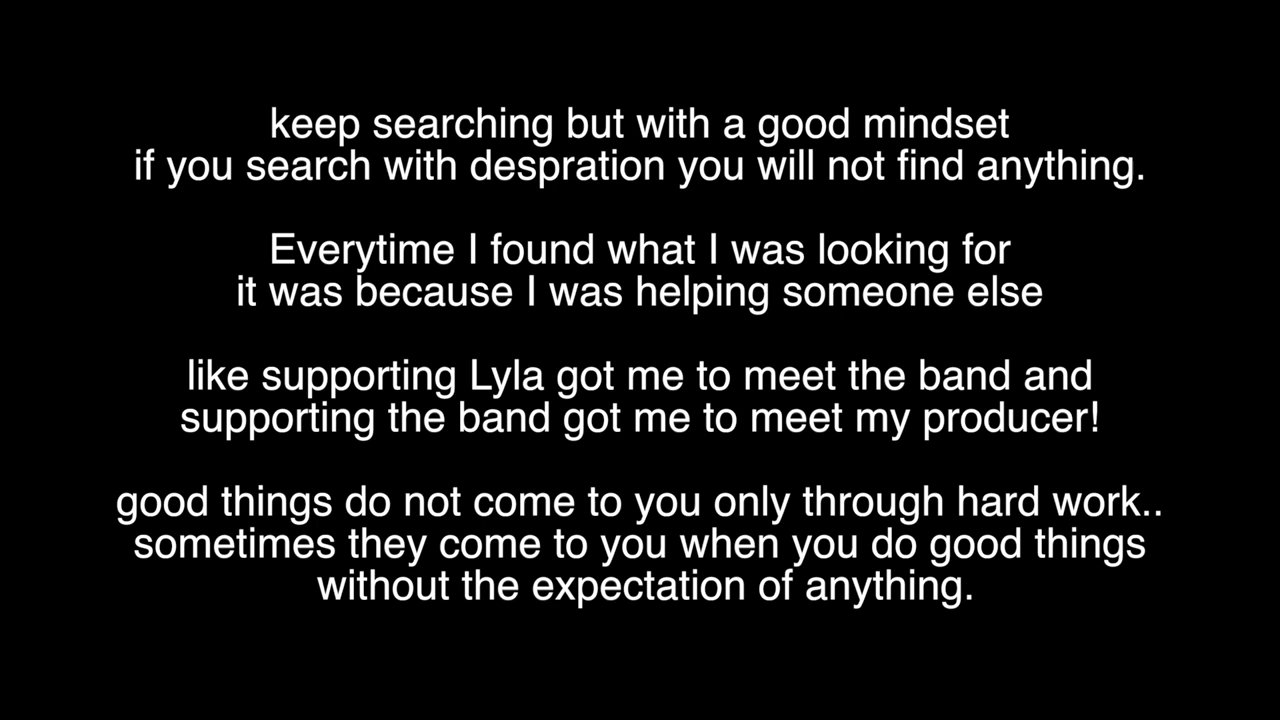 keep searching but with a good mindset
if you search with despration you will not find anything.
Everytime I found what I was looking for
it was because I was helping someone else
like supporting Lyla got me to meet the band and
supporting the band got me to meet my producer!
good things do not come to you only through hard work..
sometimes they come to you when you do good things
without the expectation of anything.